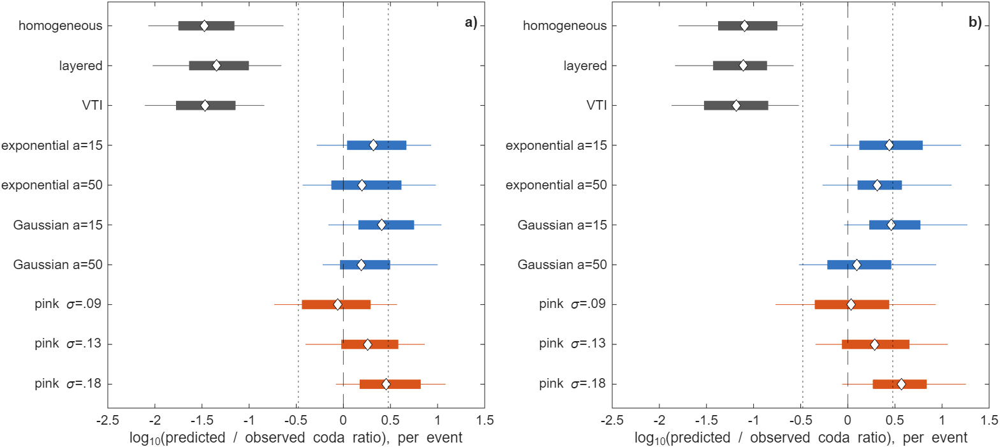 a)
homogeneous
layered
VTI
exponential a=15
exponential a=50
Gaussian a=15
Gaussian a=50
pink σ=.09
pink σ=.13
pink σ=.18
-2.5 -2 -1.5 -1 -0.5 0 0.5 1 1.5
log10(predicted / observed coda ratio), per event
b)
homogeneous
layered
VTI
exponential a=15
exponential a=50
Gaussian a=15
Gaussian a=50
pink σ=.09
pink σ=.13
pink σ=.18
-2.5 -2 -1.5 -1 -0.5 0 0.5 1 1.5
log10(predicted / observed coda ratio), per event